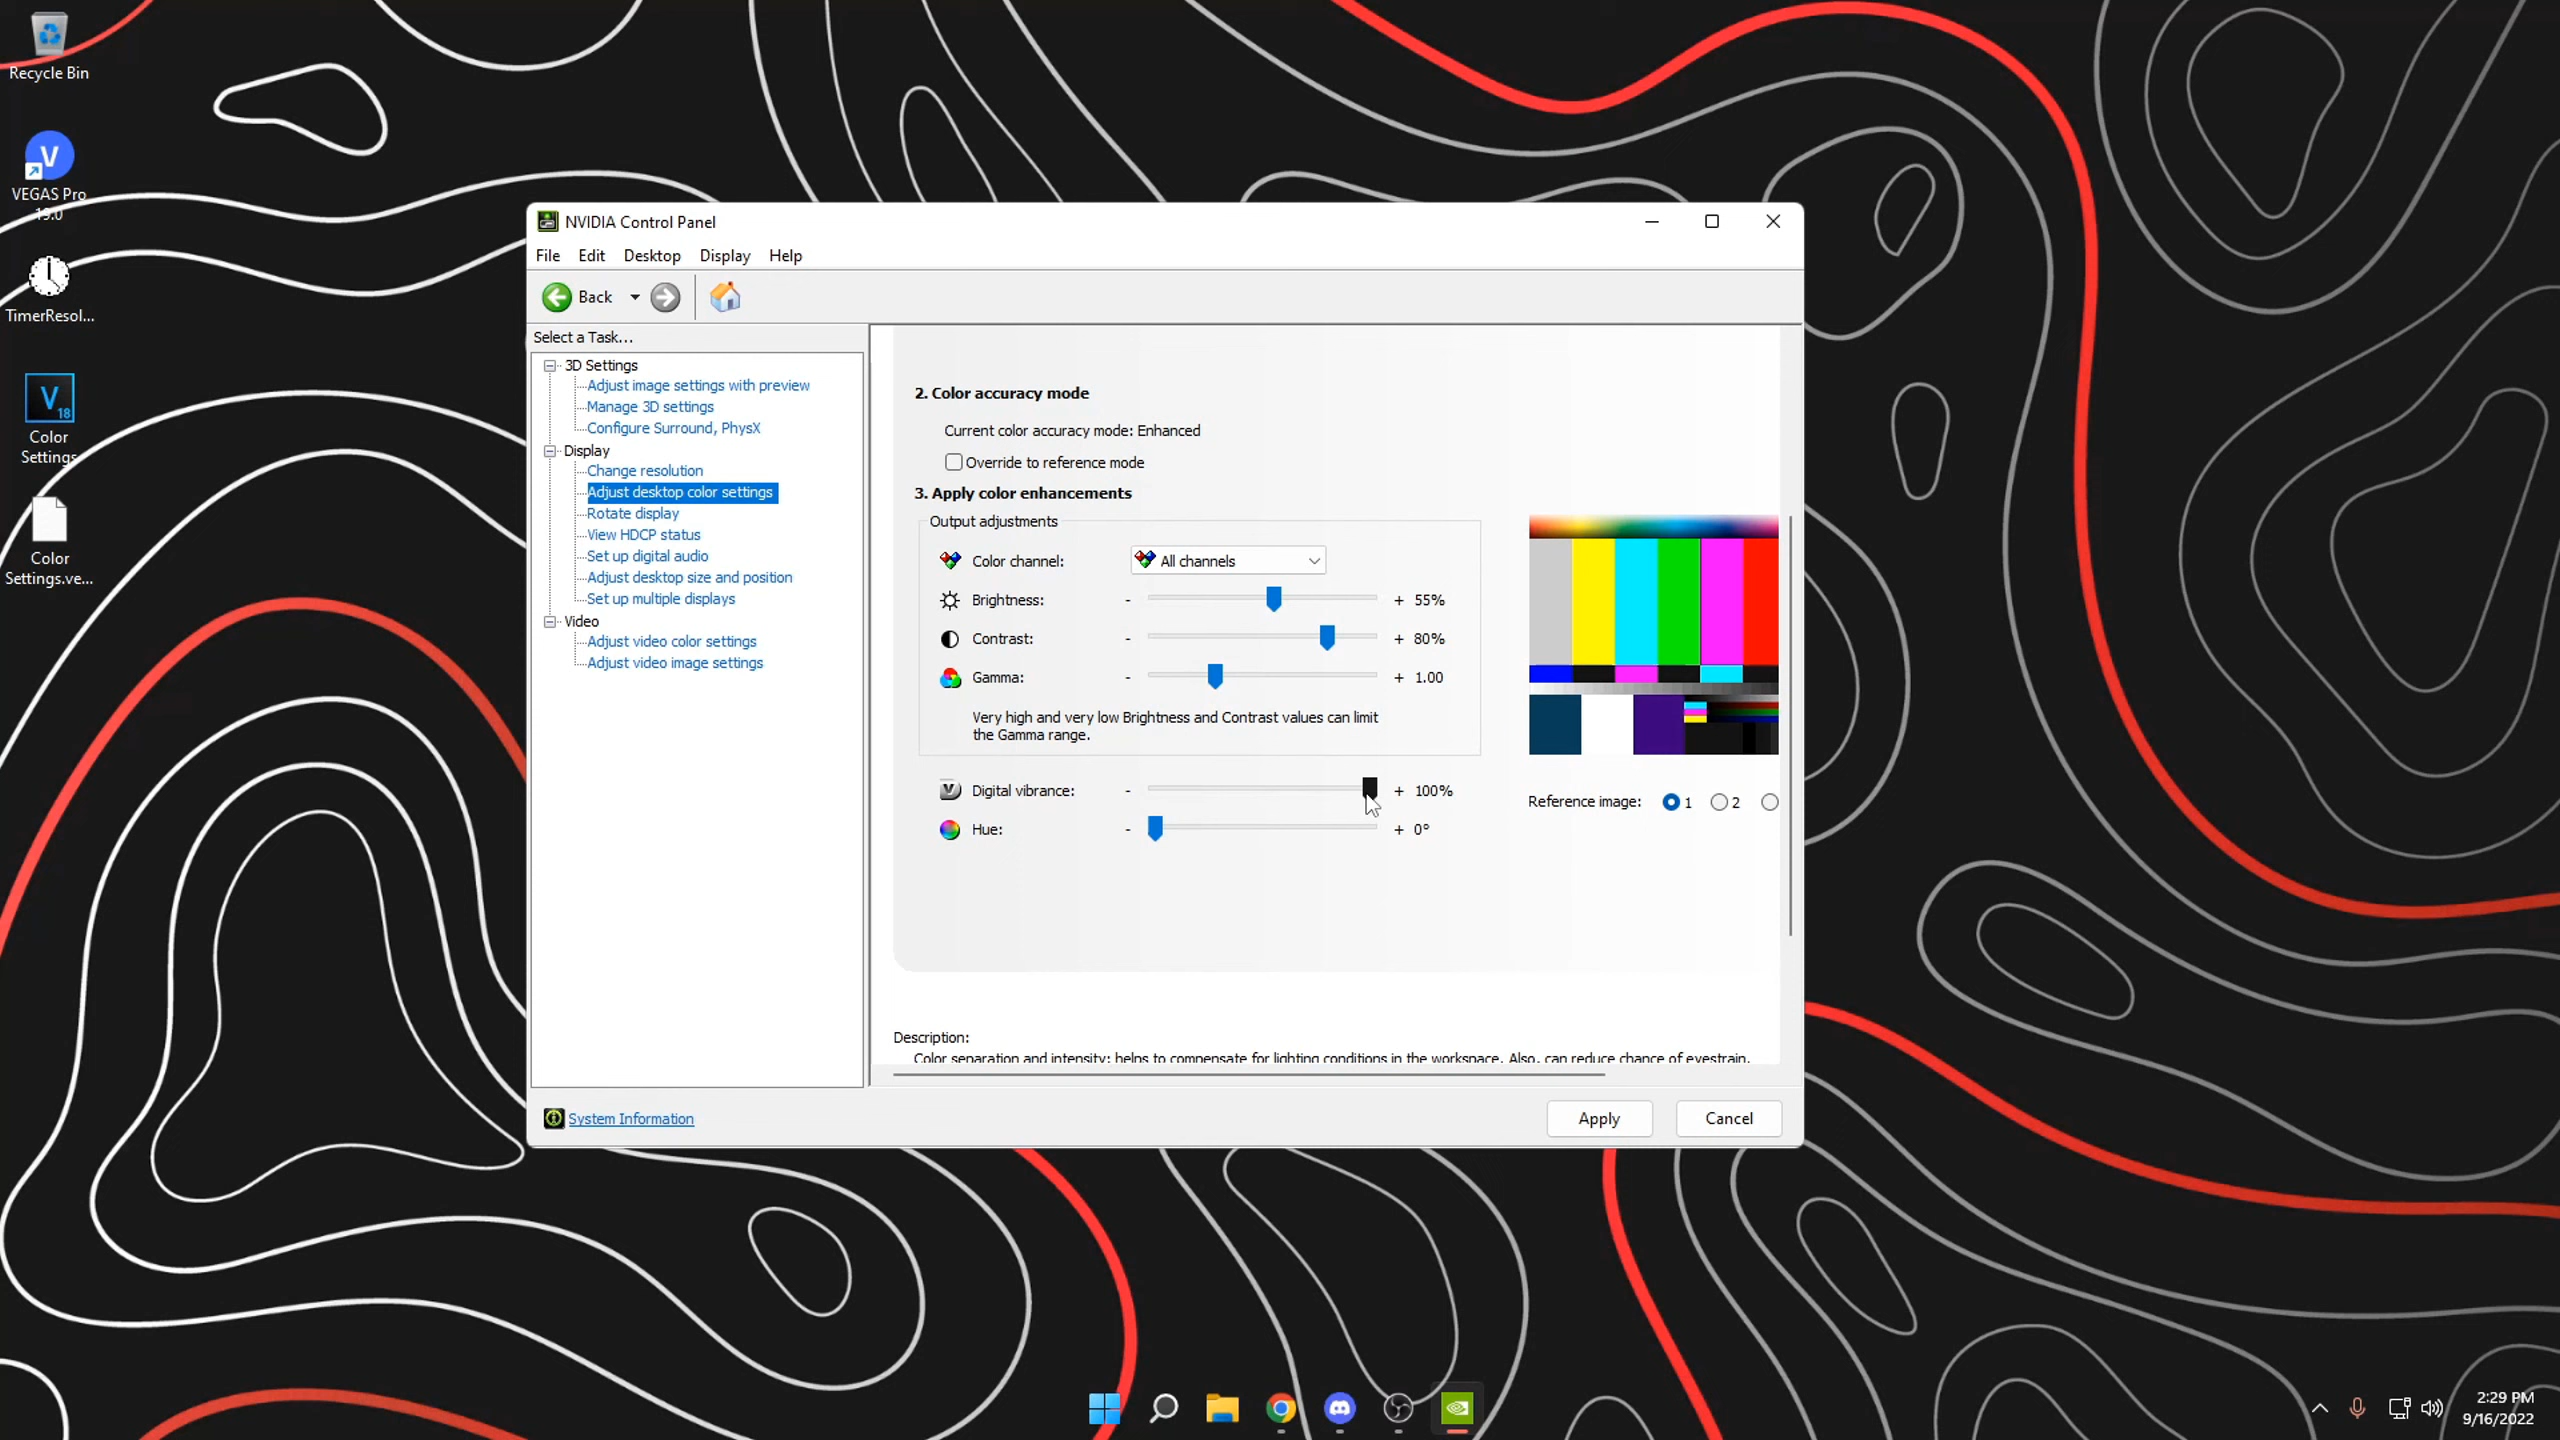 Recycle Bin
VEGAS Pro
19.0
TimerResol...
Color
Settings
Color
Settings.ve...
NVIDIA Control Panel
File Edit Desktop Display Help
Back
Select a Task...
3D Settings
Adjust image settings with preview
Manage 3D settings
Configure Surround, PhysX
Display
Change resolution
Adjust desktop color settings
Rotate display
View HDCP status
Set up digital audio
Adjust desktop size and position
Set up multiple displays
Video
Adjust video color settings
Adjust video image settings
2. Color accuracy mode
Current color accuracy mode: Enhanced
Override to reference mode
3. Apply color enhancements
Output adjustments
Color channel: All channels
Brightness: - + 55%
Contrast: - + 80%
Gamma: - + 1.00
Very high and very low Brightness and Contrast values can limit
the Gamma range.
Digital vibrance: - + 100%
Hue: - + 0°
Reference image: 1 2
Description:
Color separation and intensity; helps to compensate for lighting conditions in the workspace. Also, can reduce chance of eyestrain.
System Information
Apply Cancel
2:29 PM
9/16/2022